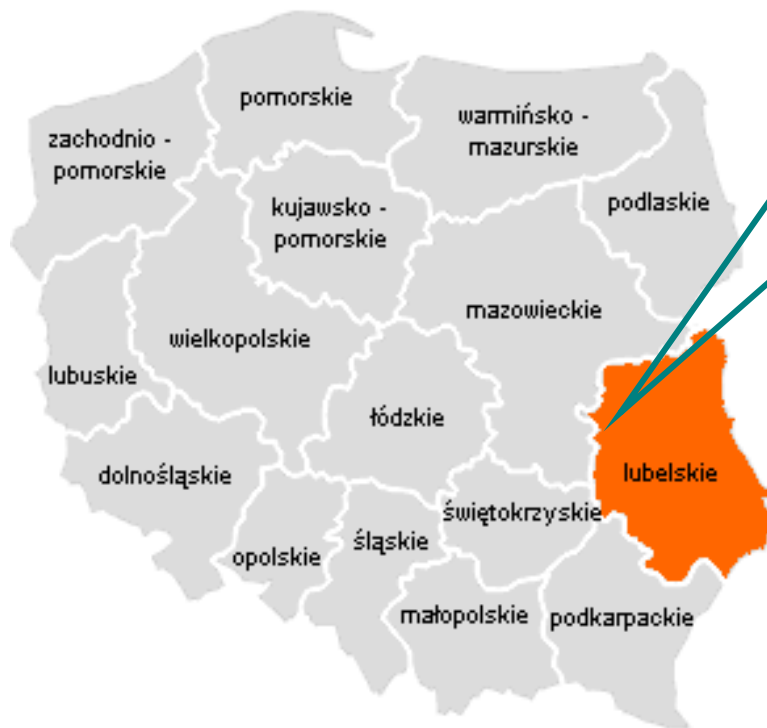 pomorskie
warmińsko -
mazurskie
zachodnio -
pomorskie
podlaskie
kujawsko -
pomorskie
mazowieckie
wielkopolskie
lubuskie
łódzkie
dolnośląskie
lubelskie
świętokrzyskie
śląskie
opolskie
małopolskie
podkarpackie